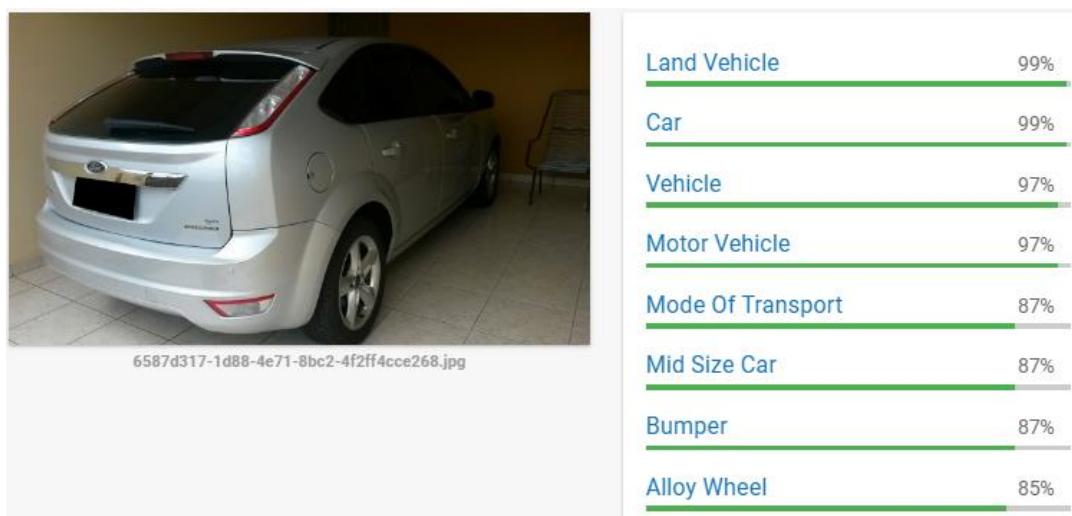 Ford
6587d317-1d88-4e71-8bc2-4f2ff4cce268.jpg
Land Vehicle 99%
Car 99%
Vehicle 97%
Motor Vehicle 97%
Mode Of Transport 87%
Mid Size Car 87%
Bumper 87%
Alloy Wheel 85%